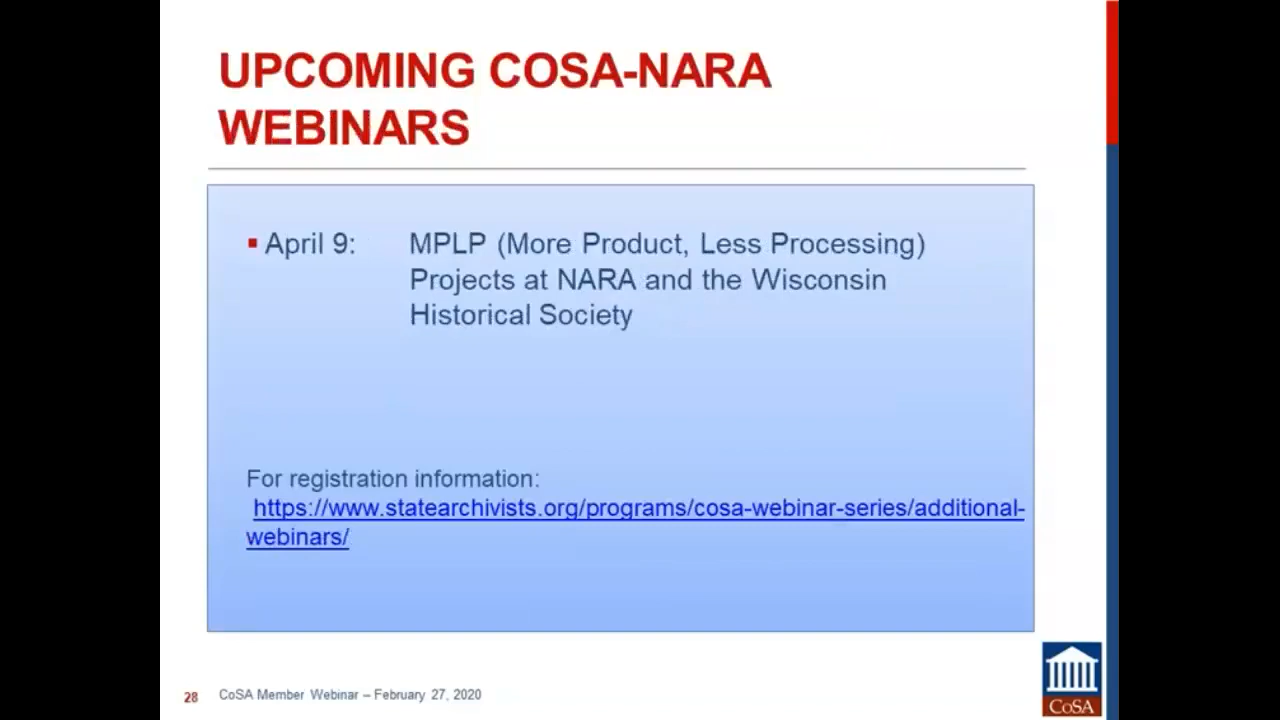 UPCOMING COSA-NARA
WEBINARS
▪ April 9: MPLP (More Product, Less Processing)
Projects at NARA and the Wisconsin
Historical Society
For registration information:
https://www.statearchivists.org/programs/cosa-webinar-series/additional-
webinars/
28 CoSA Member Webinar – February 27, 2020
CoSA